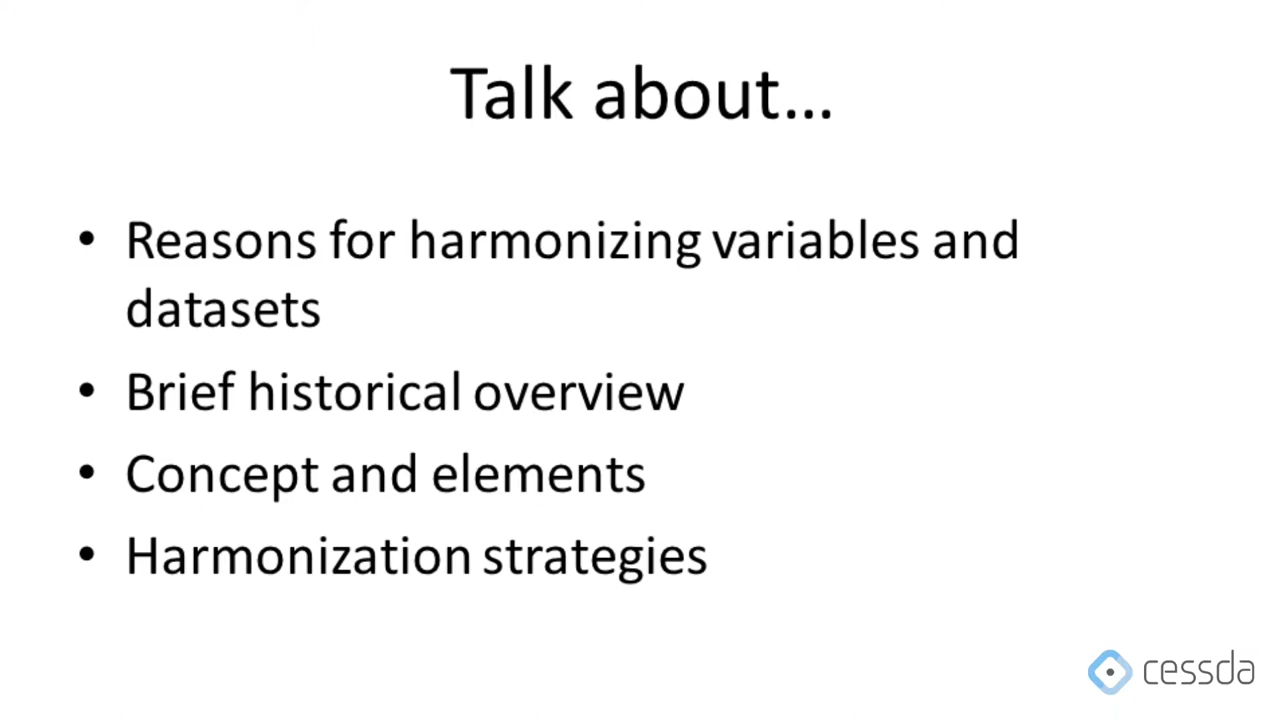 Talk about...
• Reasons for harmonizing variables and
datasets
• Brief historical overview
• Concept and elements
• Harmonization strategies
cessda